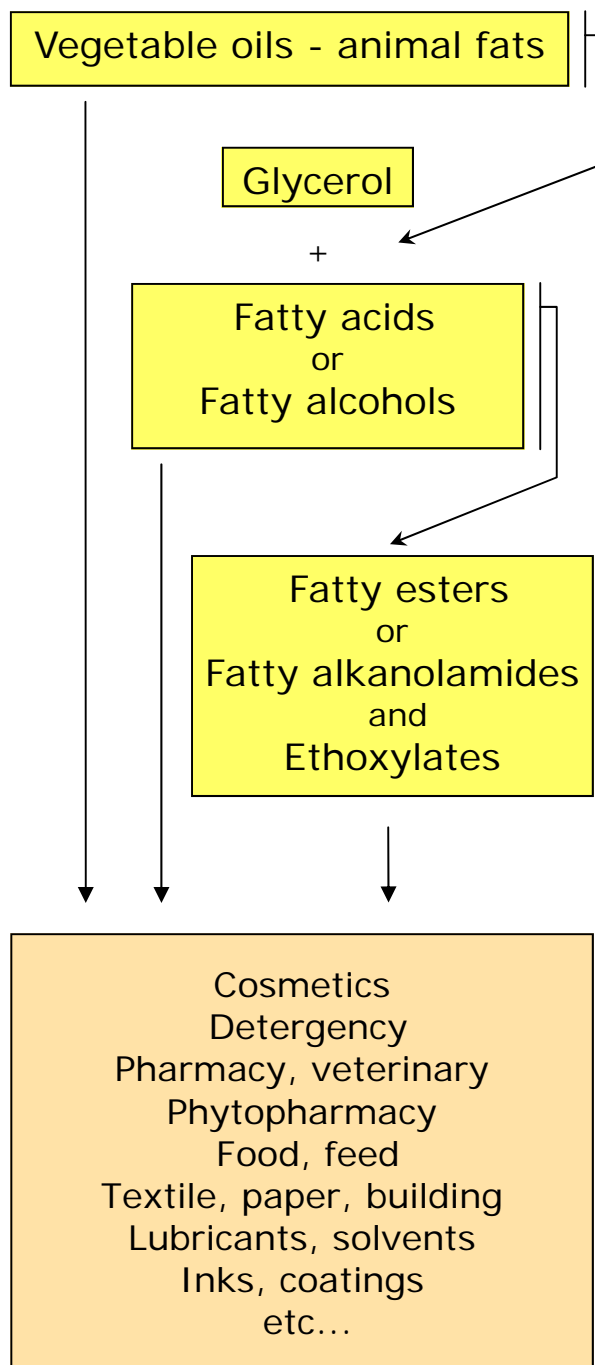 Vegetable oils - animal fats
Glycerol
+
Fatty acids
or
Fatty alcohols
Fatty esters
or
Fatty alkanolamides
and
Ethoxylates
Cosmetics
Detergency
Pharmacy, veterinary
Phytopharmacy
Food, feed
Textile, paper, building
Lubricants, solvents
Inks, coatings
etc...